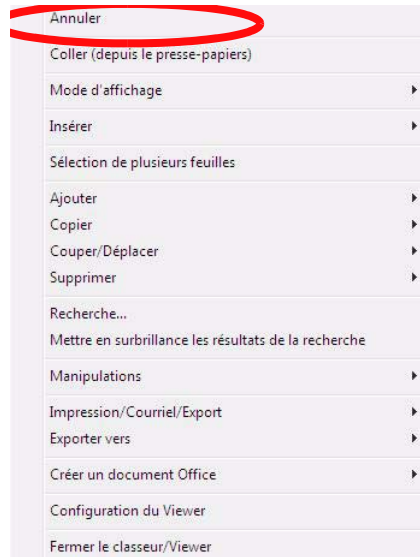 Annuler
Coller (depuis le presse-papiers)
Mode d'affichage
Insérer
Sélection de plusieurs feuilles
Ajouter
Copier
Couper/Déplacer
Supprimer
Recherche...
Mettre en surbrillance les résultats de la recherche
Manipulations
Impression/Courriel/Export
Exporter vers
Créer un document Office
Configuration du Viewer
Fermer le classeur/Viewer